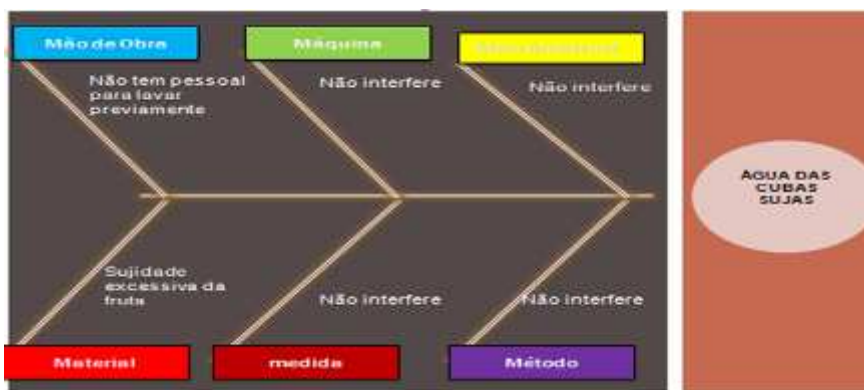 Mão de Obra
Máquina
Não tem pessoal
para lavar
previamente
Não interfere
Não interfere
ÁGUA DAS
CUBAS
SUJAS
Sujidade
excessiva da
fruta
Não interfere
Não interfere
Material
medida
Método